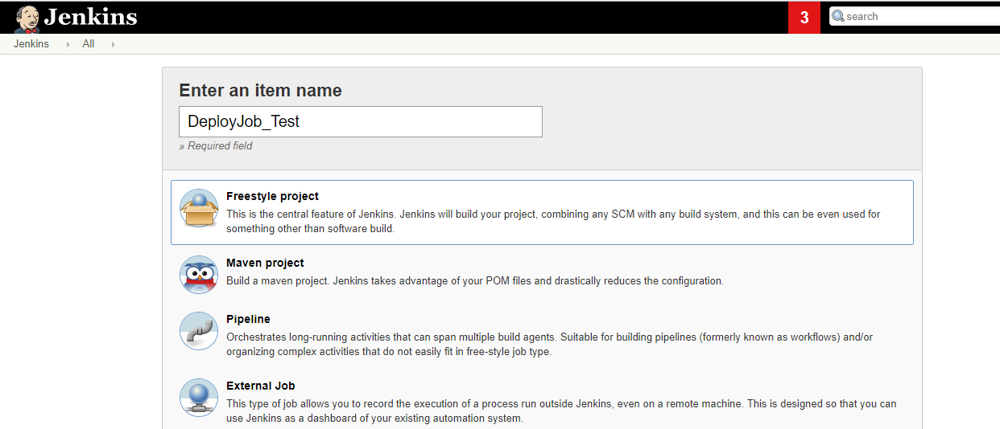 Jenkins
3
search
Jenkins
All
Enter an item name
DeployJob_Test
» Required field
Freestyle project
This is the central feature of Jenkins. Jenkins will build your project, combining any SCM with any build system, and this can be even used for
something other than software build.
Maven project
Build a maven project. Jenkins takes advantage of your POM files and drastically reduces the configuration.
Pipeline
Orchestrates long-running activities that can span multiple build agents. Suitable for building pipelines (formerly known as workflows) and/or
organizing complex activities that do not easily fit in free-style job type.
External Job
This type of job allows you to record the execution of a process run outside Jenkins, even on a remote machine. This is designed so that you can
use Jenkins as a dashboard of your existing automation system.